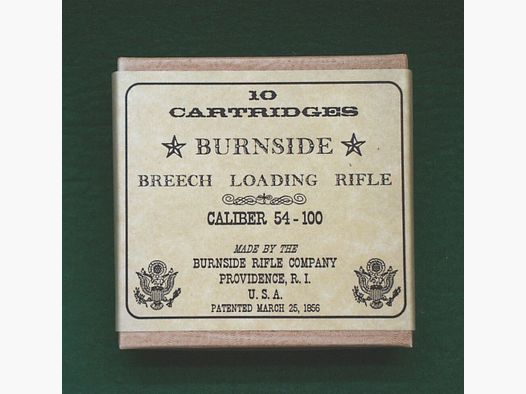 10
CARTRIDGES
BURNSIDE
BREECH LOADING RIFLE
CALIBER 54-100
MADE BY THE
BURNSIDE RIFLE COMPANY
PROVIDENCE, R. I.
U. S. A.
PATENTED MARCH 25, 1856